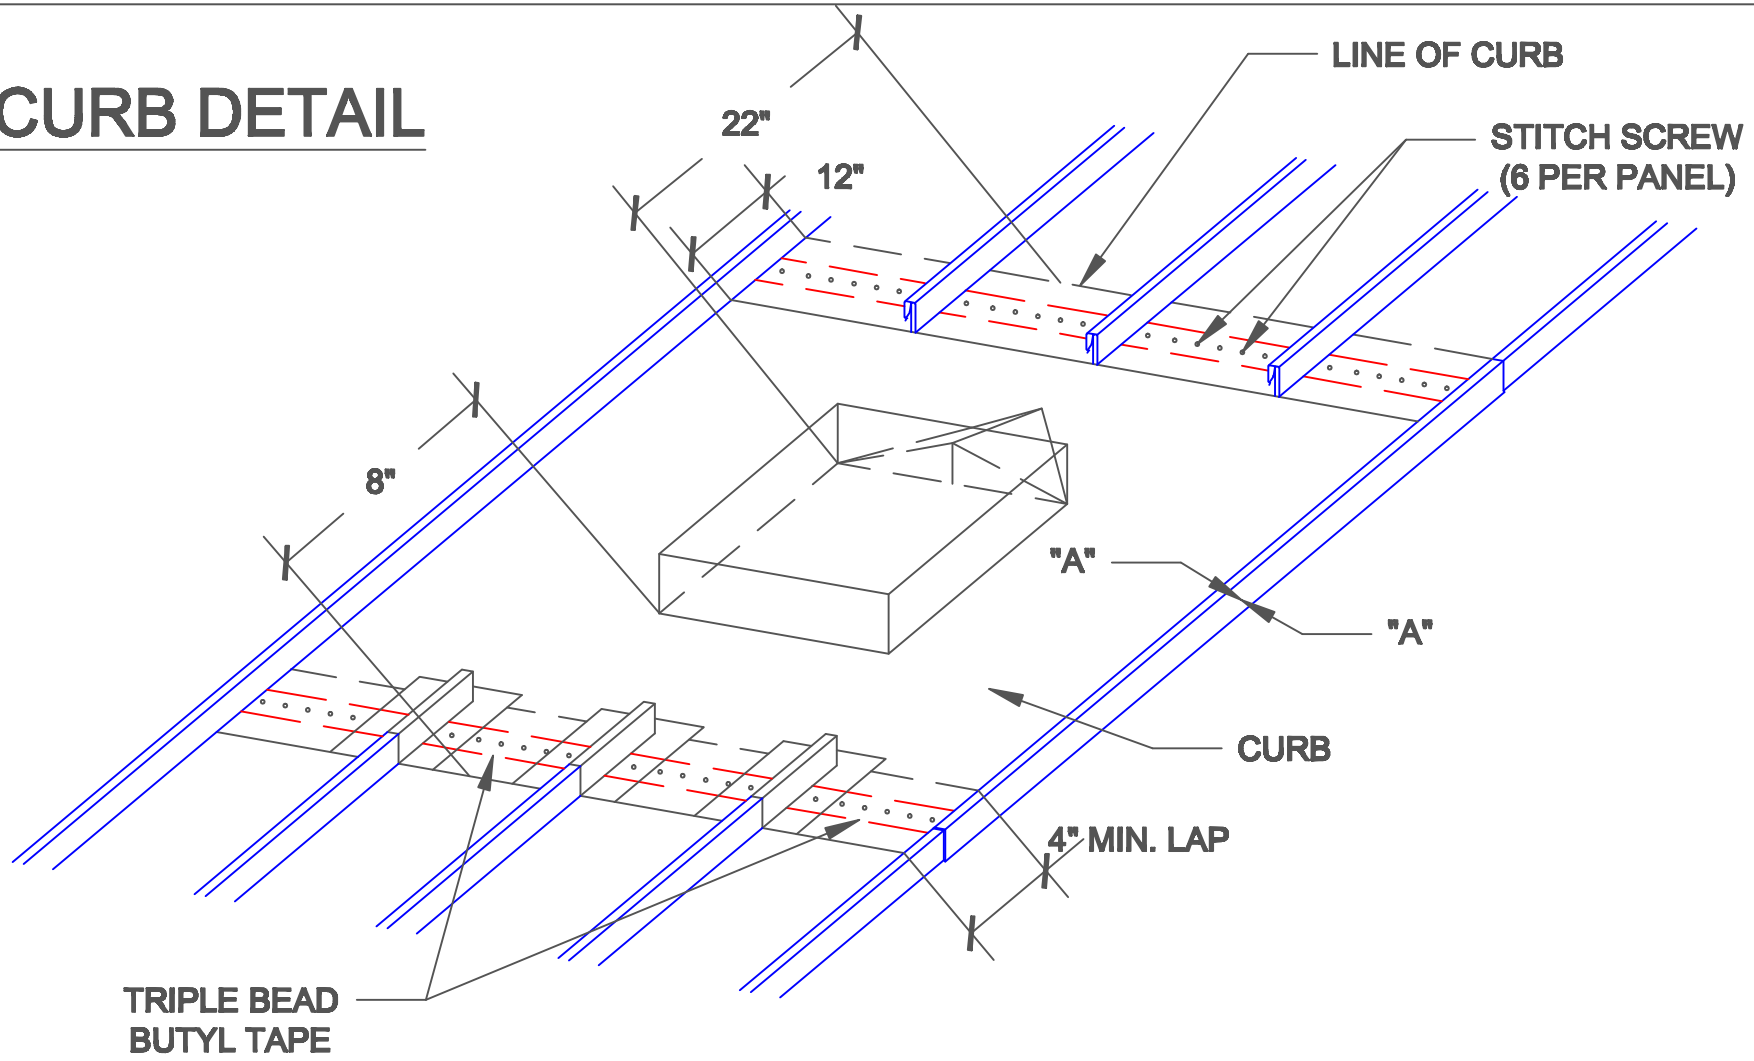 CURB DETAIL
LINE OF CURB
22"
STITCH SCREW
(6 PER PANEL)
12"
8"
"A"
"A"
CURB
4" MIN. LAP
TRIPLE BEAD
BUTYL TAPE